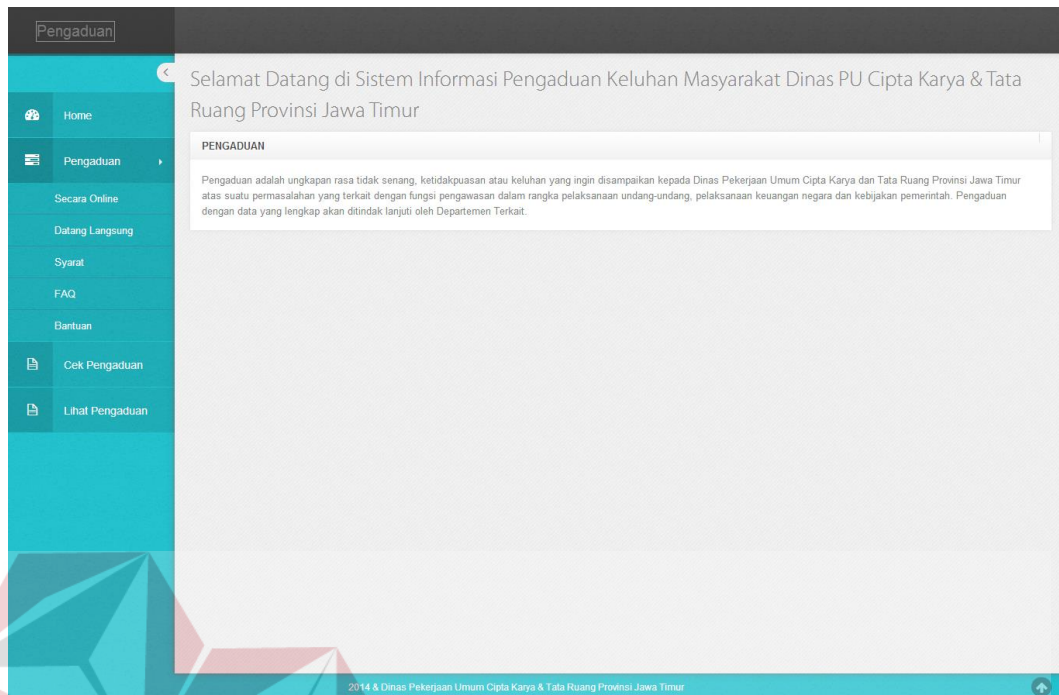 Pengaduan
Selamat Datang di Sistem Informasi Pengaduan Keluhan Masyarakat Dinas PU Cipta Karya & Tata
Ruang Provinsi Jawa Timur
Home
Pengaduan
Secara Online
Datang Langsung
Syarat
FAQ
Bantuan
Cek Pengaduan
Lihat Pengaduan
PENGADUAN
Pengaduan adalah ungkapan rasa tidak senang, ketidakpuasan atau keluhan yang ingin disampaikan kepada Dinas Pekerjaan Umum Cipta Karya dan Tata Ruang Provinsi Jawa Timur
atas suatu permasalahan yang terkait dengan fungsi pengawasan dalam rangka pelaksanaan undang-undang, pelaksanaan keuangan negara dan kebijakan pemerintah. Pengaduan
dengan data yang lengkap akan ditindak lanjuti oleh Departemen Terkait.
2014 & Dinas Pekerjaan Umum Cipta Karya & Tata Ruang Provinsi Jawa Timur